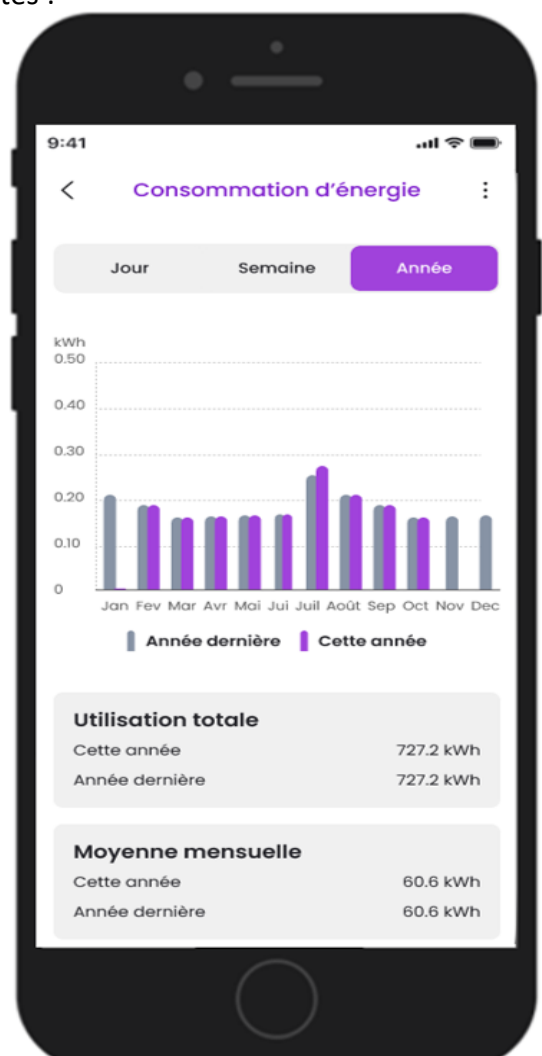 9:41
Consommation d'énergie
Jour Semaine Année
kWh
0.50
0.40
0.30
0.20
0.10
0
Jan Fev Mar Avr Mai Jui Juil Août Sep Oct Nov Dec
Année dernière Cette année
Utilisation totale
Cette année 727.2 kWh
Année dernière 727.2 kWh
Moyenne mensuelle
Cette année 60.6 kWh
Année dernière 60.6 kWh